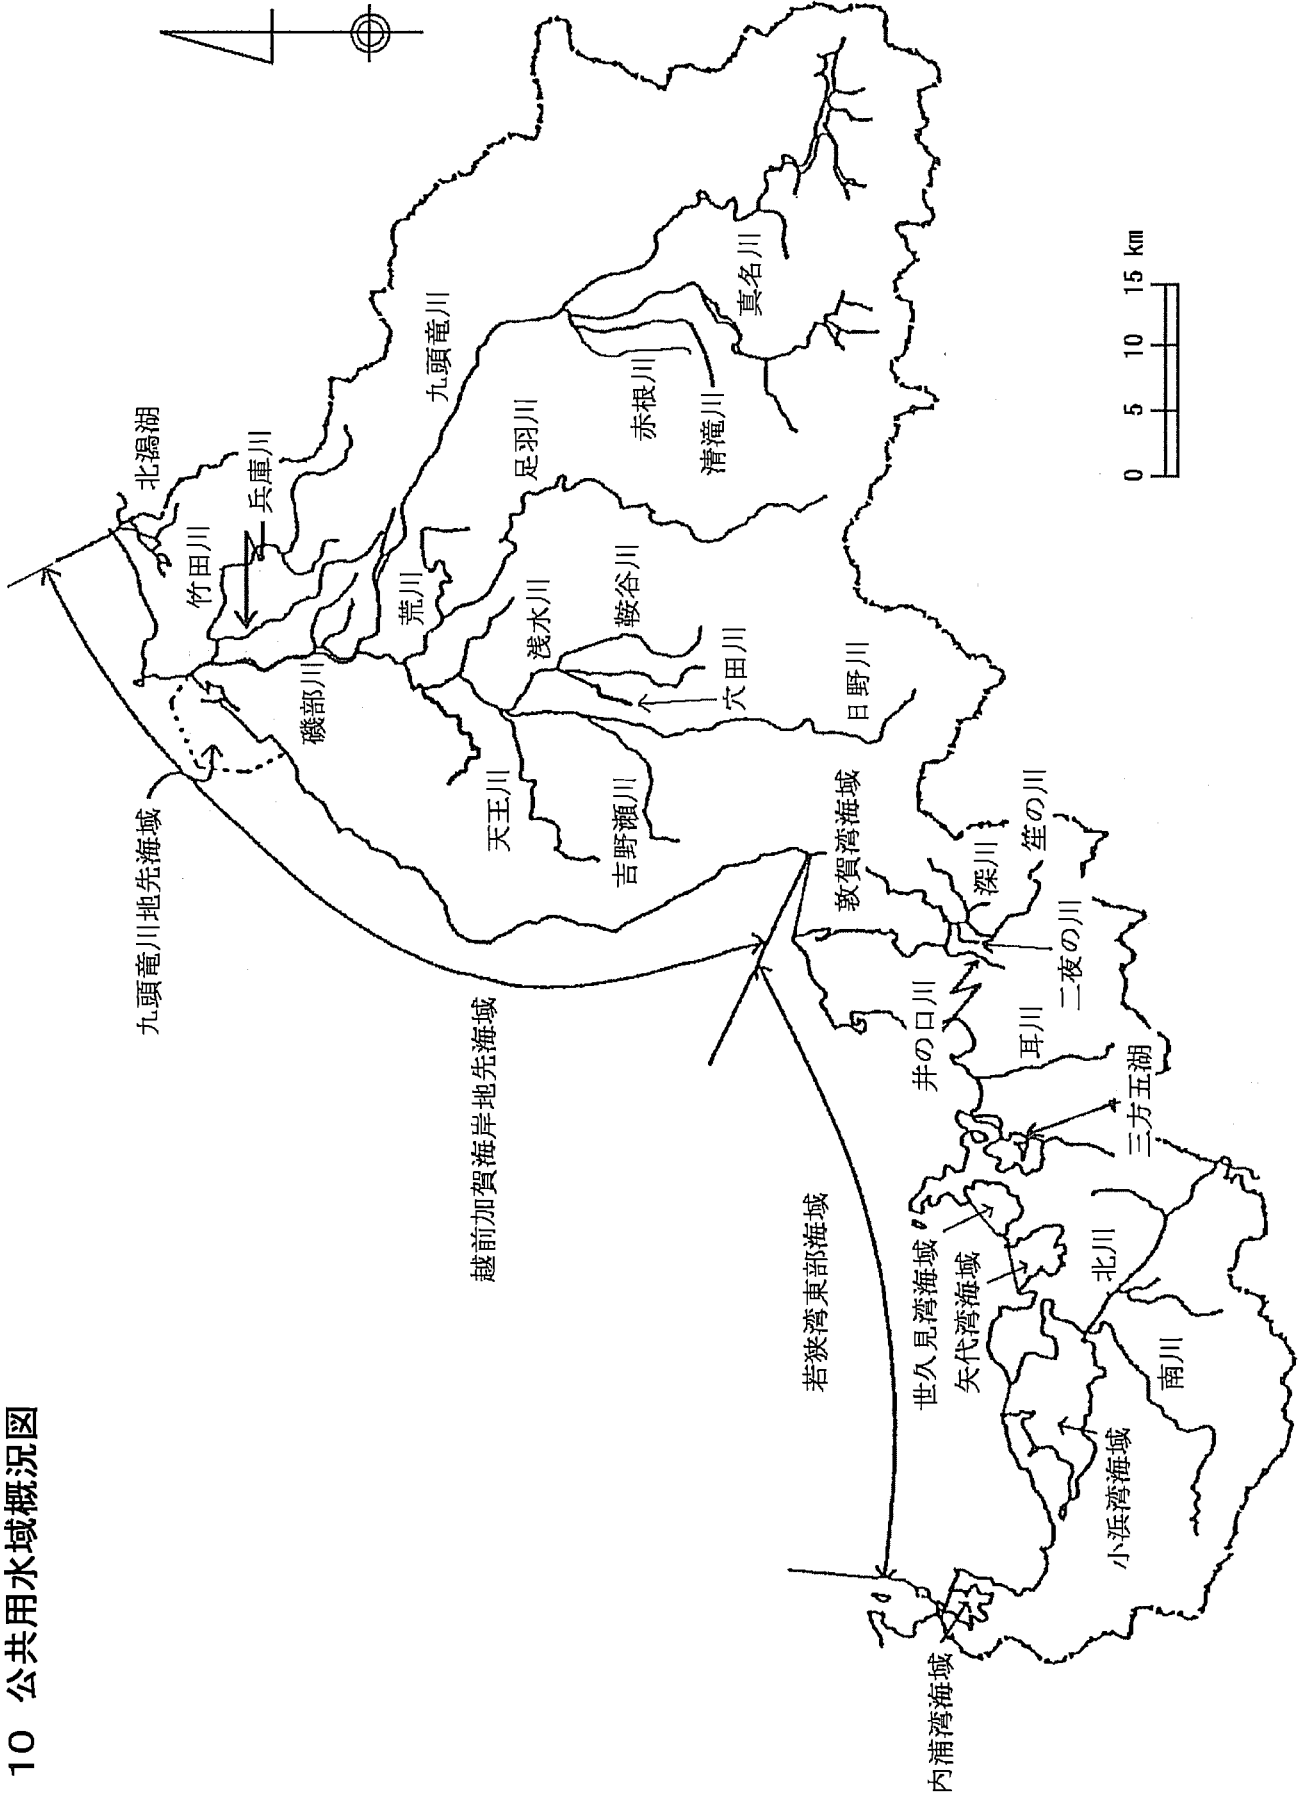 10 公共用水域概況図
北潟湖
竹田川
兵庫川
九頭竜川
九頭竜川地先海域
磯部川
荒川
足羽川
赤根川
清滝川
真名川
浅水川
鞍谷川
穴田川
日野川
天王川
吉野瀬川
越前加賀海岸地先海域
敦賀湾海域
笙の川
深川
二夜の川
井の口川
耳川
三方五湖
若狭湾東部海域
世久見湾海域
矢代湾海域
北川
南川
小浜湾海域
内浦湾海域
0 5 10 15 km